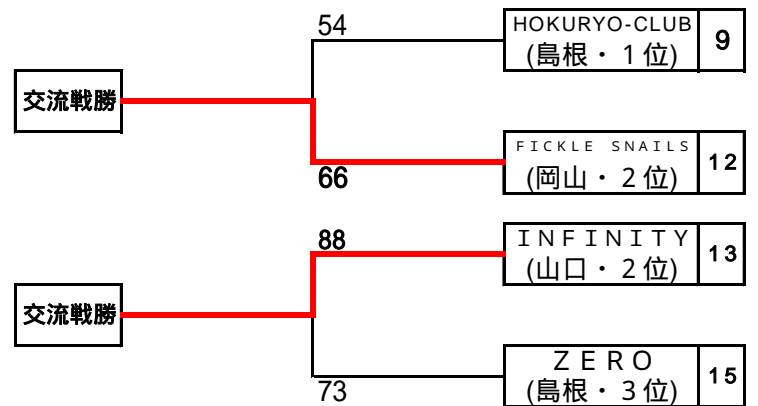 54
HOKURYO-CLUB
(島根・1位)
9
交流戦勝
66
FICKLE SNAILS
(岡山・2位)
12
88
INFINITY
(山口・2位)
13
交流戦勝
73
ZERO
(島根・3位)
15